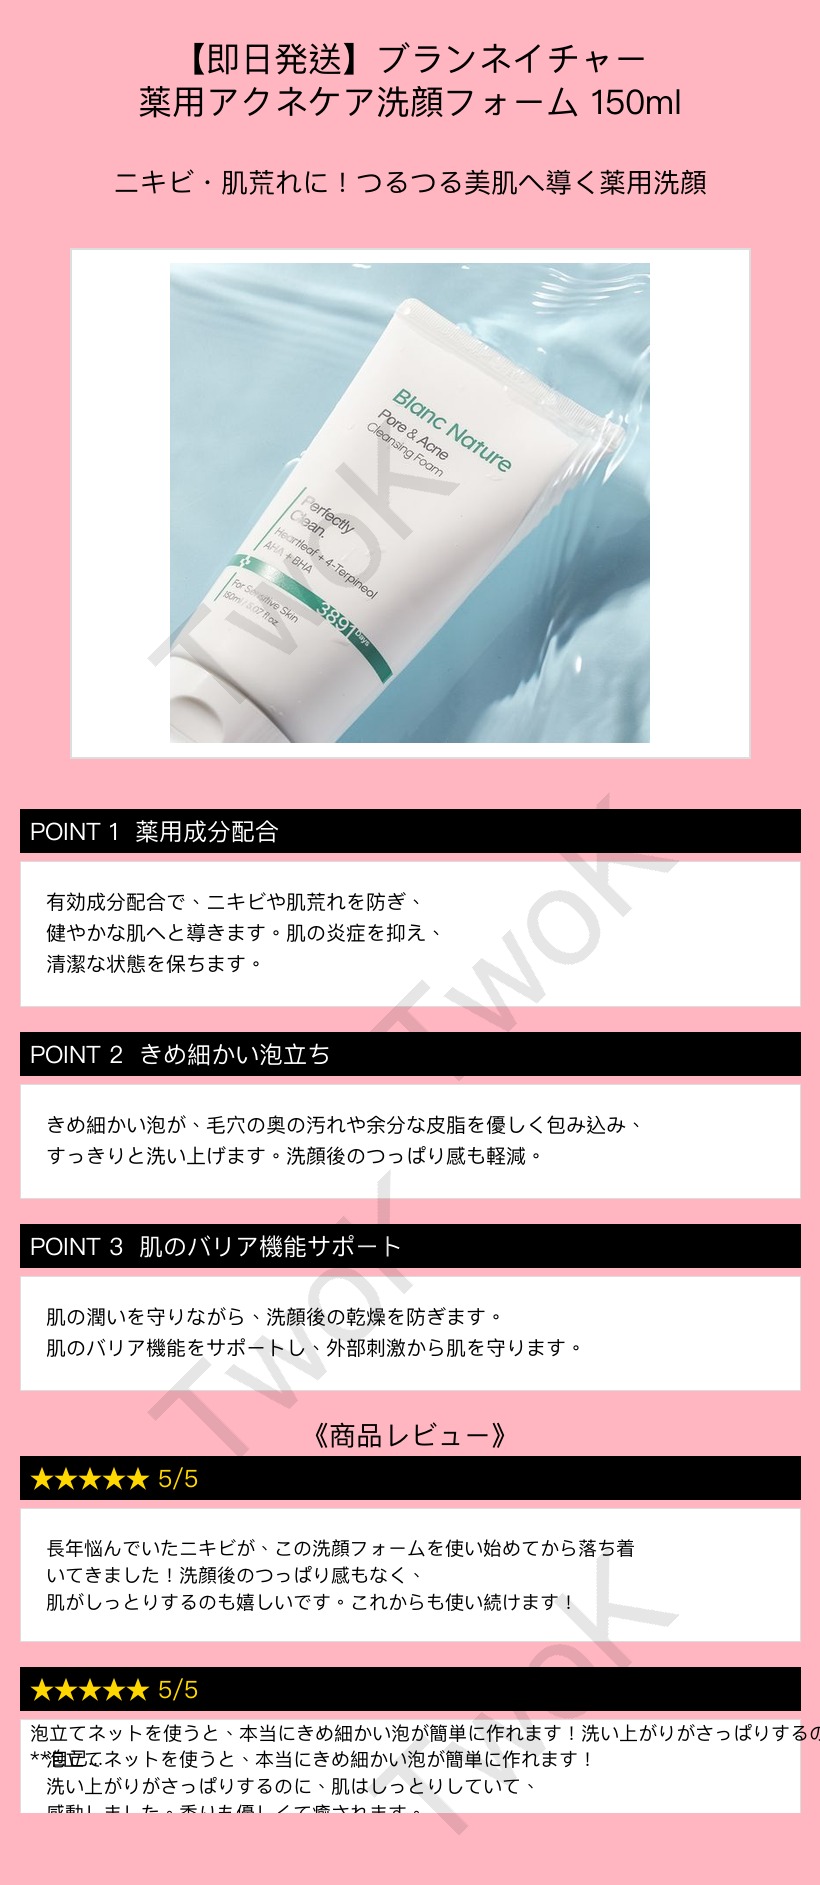 【即日発送】ブランネイチャー
薬用アクネケア洗顔フォーム 150ml
ニキビ・肌荒れに！つるつる美肌へ導く薬用洗顔
Blanc Nature
Pore & Acne
Cleansing Foam
Perfectly
Clean.
Heartleaf + 4-Terpineol
AHA + BHA
For Sensitive Skin
150ml / 5.07 fl oz.
3891Days
TwoK
POINT 1 薬用成分配合
有効成分配合で、ニキビや肌荒れを防ぎ、
健やかな肌へと導きます。肌の炎症を抑え、
清潔な状態を保ちます。
TwoK
POINT 2 きめ細かい泡立ち
きめ細かい泡が、毛穴の奥の汚れや余分な皮脂を優しく包み込み、
すっきりと洗い上げます。洗顔後のつっぱり感も軽減。
POINT 3 肌のバリア機能サポート
肌の潤いを守りながら、洗顔後の乾燥を防ぎます。
肌のバリア機能をサポートし、外部刺激から肌を守ります。
TwoK
《商品レビュー》
★★★★★ 5/5
長年悩んでいたニキビが、この洗顔フォームを使い始めてから落ち着
いてきました！洗顔後のつっぱり感もなく、
肌がしっとりするのも嬉しいです。これからも使い続けます！
★★★★★ 5/5
泡立てネットを使うと、本当にきめ細かい泡が簡単に作れます！洗い上がりがさっぱりするの
泡立てネットを使うと、本当にきめ細かい泡が簡単に作れます！
洗い上がりがさっぱりするのに、肌はしっとりしていて、
感動しました。香りも優しくて癒されます。
TwoK